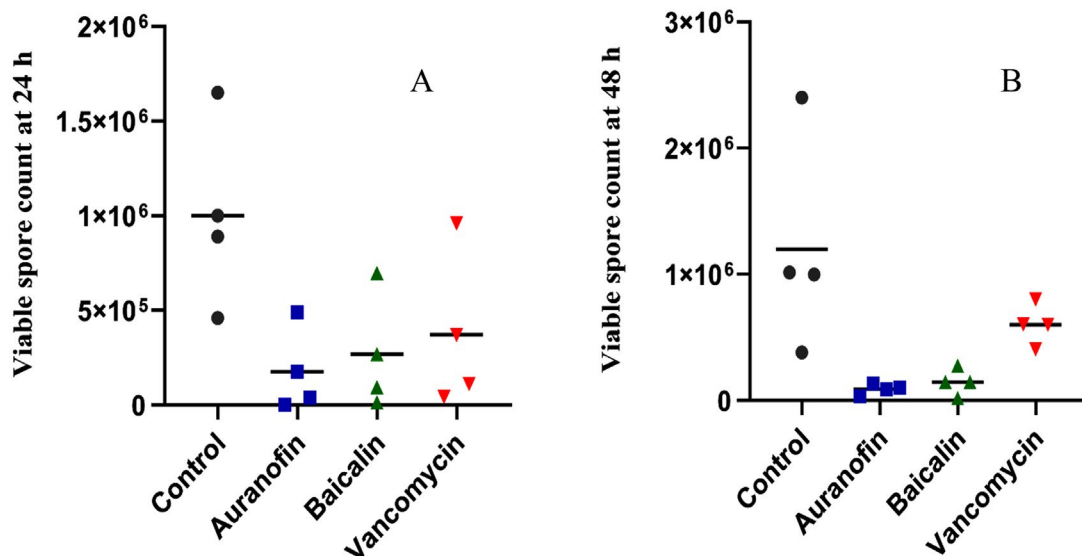 Viable spore count at 24 h
A
2×10⁶
1.5×10⁶
1×10⁶
5×10⁵
0
Control
Auranofin
Baicalin
Vancomycin
Viable spore count at 48 h
B
3×10⁶
2×10⁶
1×10⁶
0
Control
Auranofin
Baicalin
Vancomycin